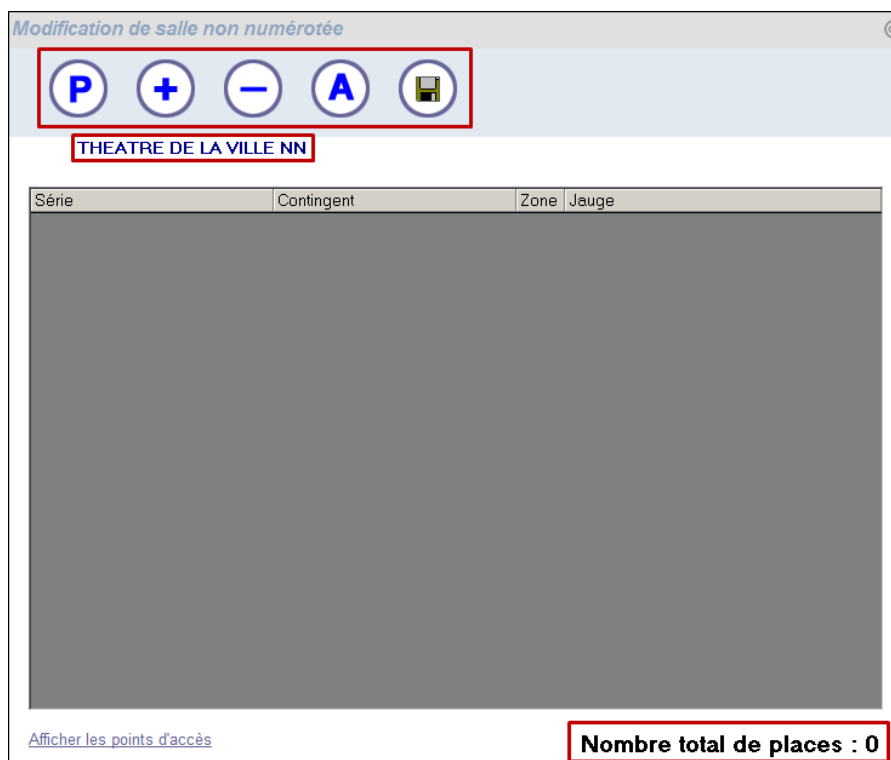 Modification de salle non numérotée
P + − A
THEATRE DE LA VILLE NN
Série Contingent Zone Jauge
Afficher les points d'accès
Nombre total de places : 0